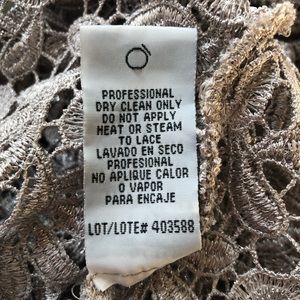 PROFESSIONAL
DRY CLEAN ONLY
DO NOT APPLY
HEAT OR STEAM
TO LACE
LAVADO EN SECO
PROFESIONAL
NO APLIQUE CALOR
O VAPOR
PARA ENCAJE
LOT/LOTE# 403588